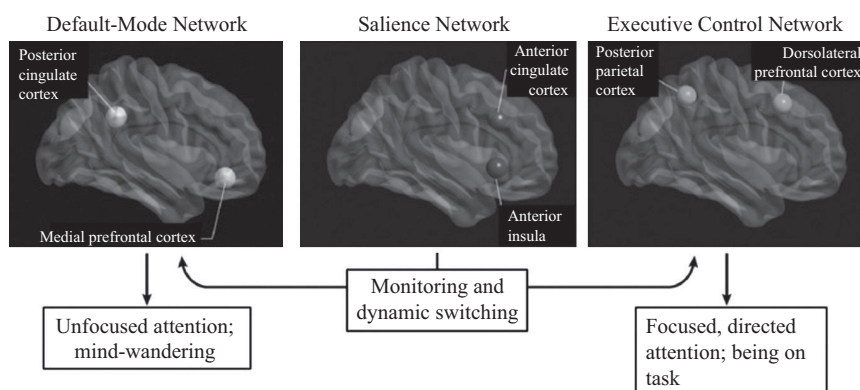 Default-Mode Network
Salience Network
Executive Control Network
Posterior
cingulate
cortex
Medial prefrontal cortex
Anterior
cingulate
cortex
Anterior
insula
Posterior
parietal
cortex
Dorsolateral
prefrontal cortex
Monitoring and
dynamic switching
Unfocused attention;
mind-wandering
Focused, directed
attention; being on
task